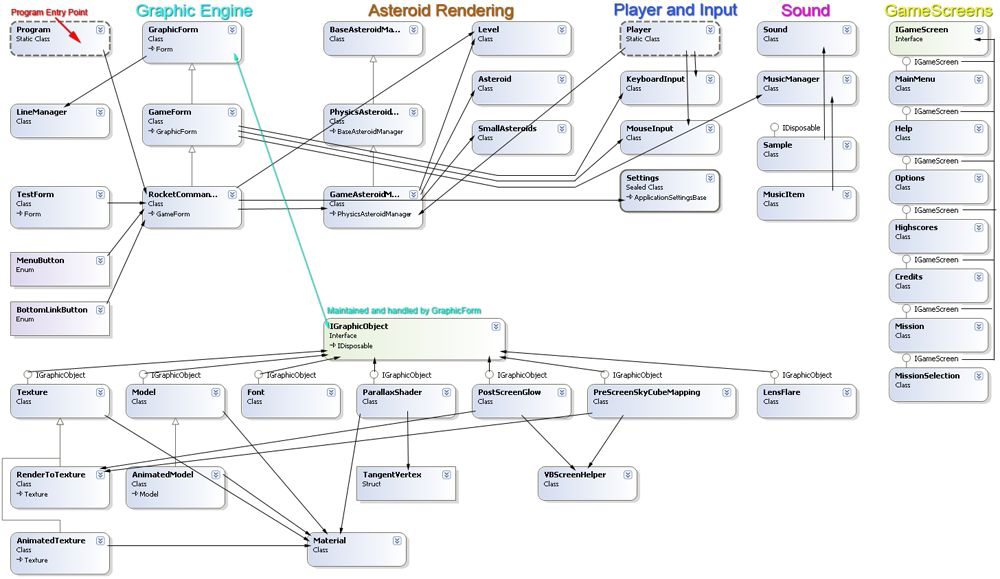 Program Entry Point
Graphic Engine
Asteroid Rendering
Player and Input
Sound
GameScreens
Program
Static Class
GraphicForm
Class
Form
BaseAsteroidMa...
Class
Level
Class
Player
Static Class
Sound
Class
IGameScreen
Interface
LineManager
Class
GameForm
Class
GraphicForm
PhysicsAsteroid...
Class
BaseAsteroidManager
Asteroid
Class
SmallAsteroids
Class
KeyboardInput
Class
MouseInput
Class
MusicManager
Class
IDisposable
Sample
Class
IGameScreen
MainMenu
Class
IGameScreen
Help
Class
IGameScreen
Options
Class
TestForm
Class
Form
RocketComman...
Class
GameForm
GameAsteroidM...
Class
PhysicsAsteroidManager
Settings
Sealed Class
ApplicationSettingsBase
MusicItem
Class
IGameScreen
Highscores
Class
MenuButton
Enum
IGameScreen
Credits
Class
BottomLinkButton
Enum
IGameScreen
Mission
Class
IGameScreen
MissionSelection
Class
Maintained and handled by GraphicForm
IGraphicObject
Interface
IDisposable
IGraphicObject
Texture
Class
IGraphicObject
Model
Class
IGraphicObject
Font
Class
IGraphicObject
ParallaxShader
Class
IGraphicObject
PostScreenGlow
Class
IGraphicObject
PreScreenSkyCubeMapping
Class
IGraphicObject
LensFlare
Class
RenderToTexture
Class
Texture
AnimatedModel
Class
Model
TangentVertex
Struct
VBScreenHelper
Class
AnimatedTexture
Class
Texture
Material
Class